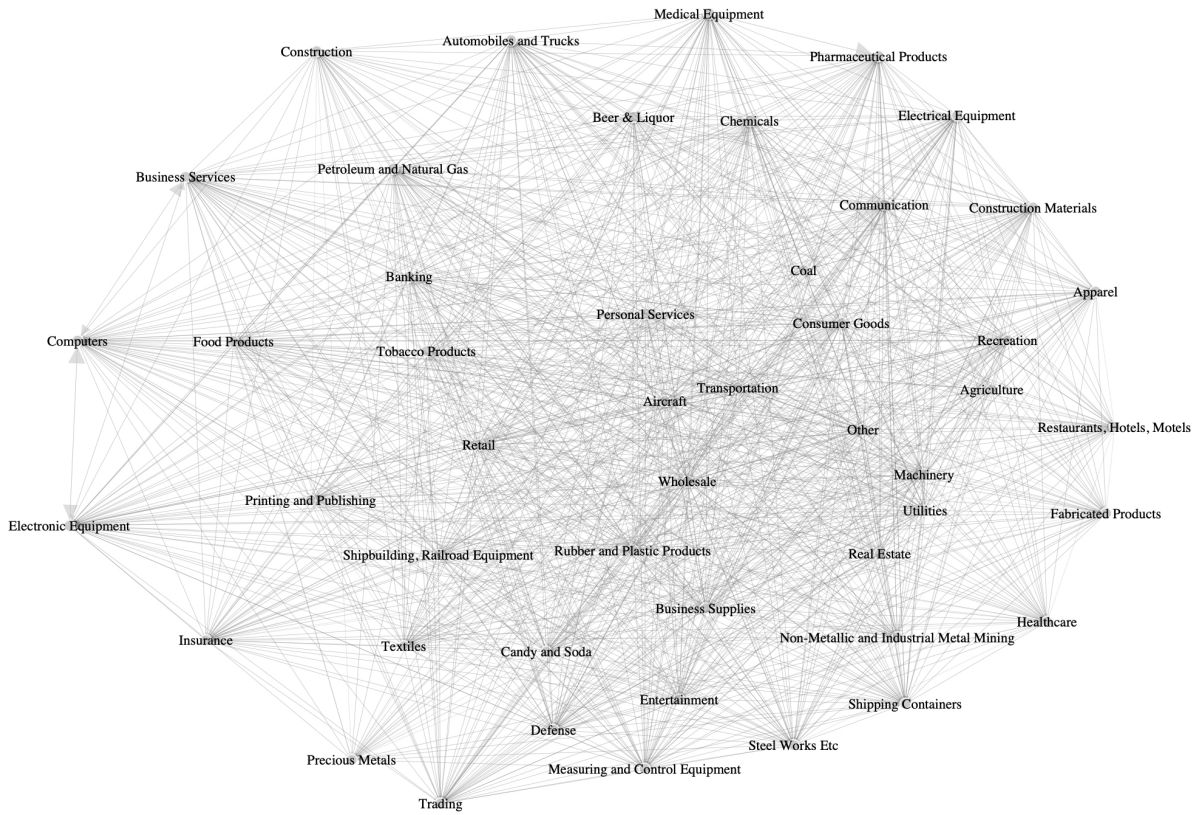 Medical Equipment
Automobiles and Trucks
Construction
Pharmaceutical Products
Beer & Liquor
Chemicals
Electrical Equipment
Petroleum and Natural Gas
Business Services
Communication
Construction Materials
Banking
Coal
Apparel
Personal Services
Consumer Goods
Computers
Food Products
Tobacco Products
Recreation
Transportation
Agriculture
Aircraft
Other
Restaurants, Hotels, Motels
Retail
Wholesale
Machinery
Printing and Publishing
Utilities
Fabricated Products
Electronic Equipment
Shipbuilding, Railroad Equipment
Rubber and Plastic Products
Real Estate
Business Supplies
Healthcare
Insurance
Textiles
Candy and Soda
Non-Metallic and Industrial Metal Mining
Entertainment
Shipping Containers
Defense
Steel Works Etc
Precious Metals
Measuring and Control Equipment
Trading